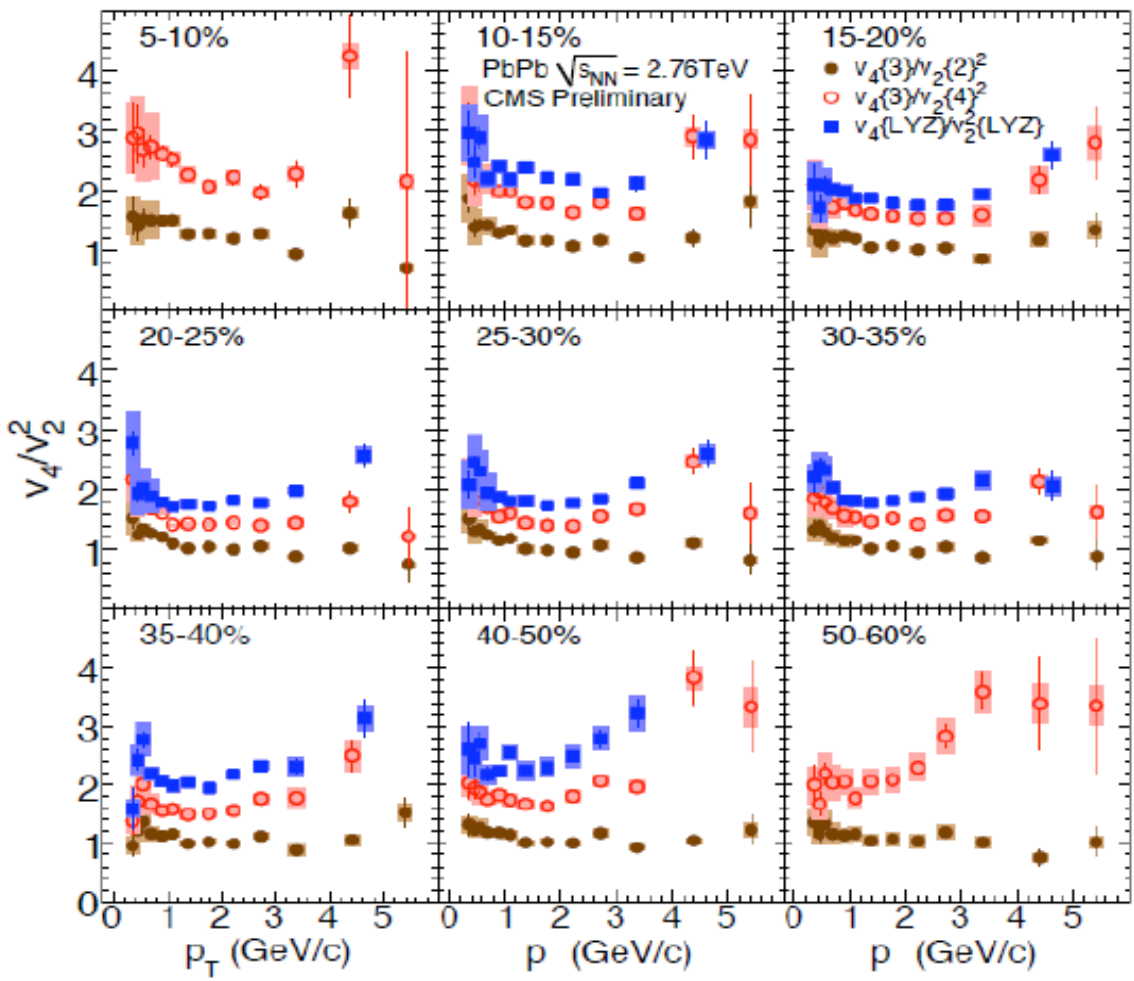 5-10%
10-15%
15-20%
PbPb √s_NN = 2.76TeV
CMS Preliminary
v₄{3}/v₂{2}²
v₄{3}/v₂{4}²
v₄{LYZ}/v₂²{LYZ}
4
3
2
1
20-25%
25-30%
30-35%
v₄/v₂²
4
3
2
1
35-40%
40-50%
50-60%
4
3
2
1
0
0 1 2 3 4 5 0 1 2 3 4 5 0 1 2 3 4 5
p_T (GeV/c)
p (GeV/c)
p (GeV/c)